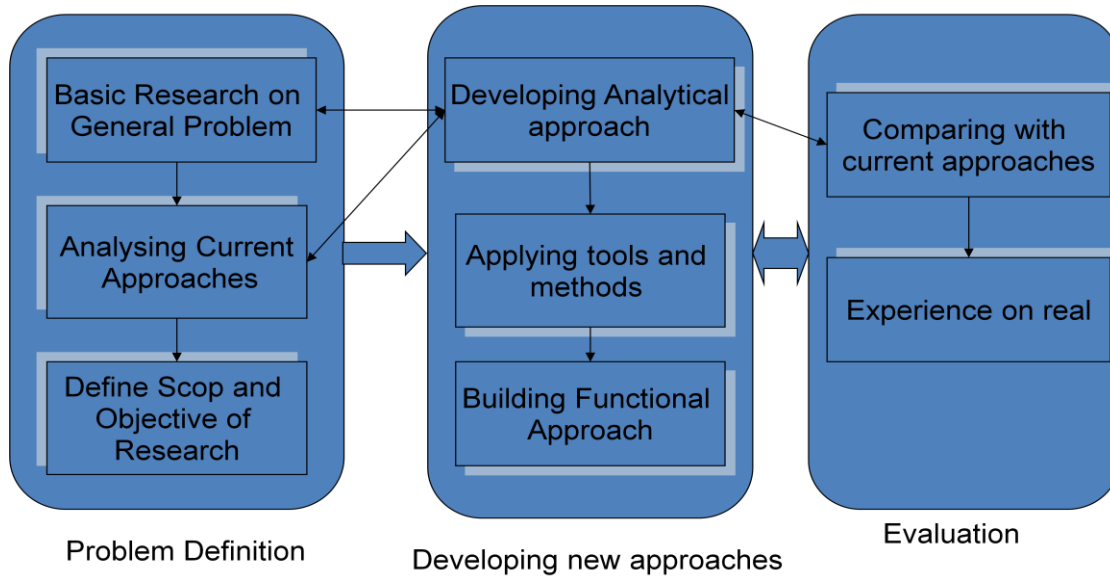 Basic Research on
General Problem
Analysing Current
Approaches
Define Scop and
Objective of
Research
Problem Definition
Developing Analytical
approach
Applying tools and
methods
Building Functional
Approach
Developing new approaches
Comparing with
current approaches
Experience on real
Evaluation